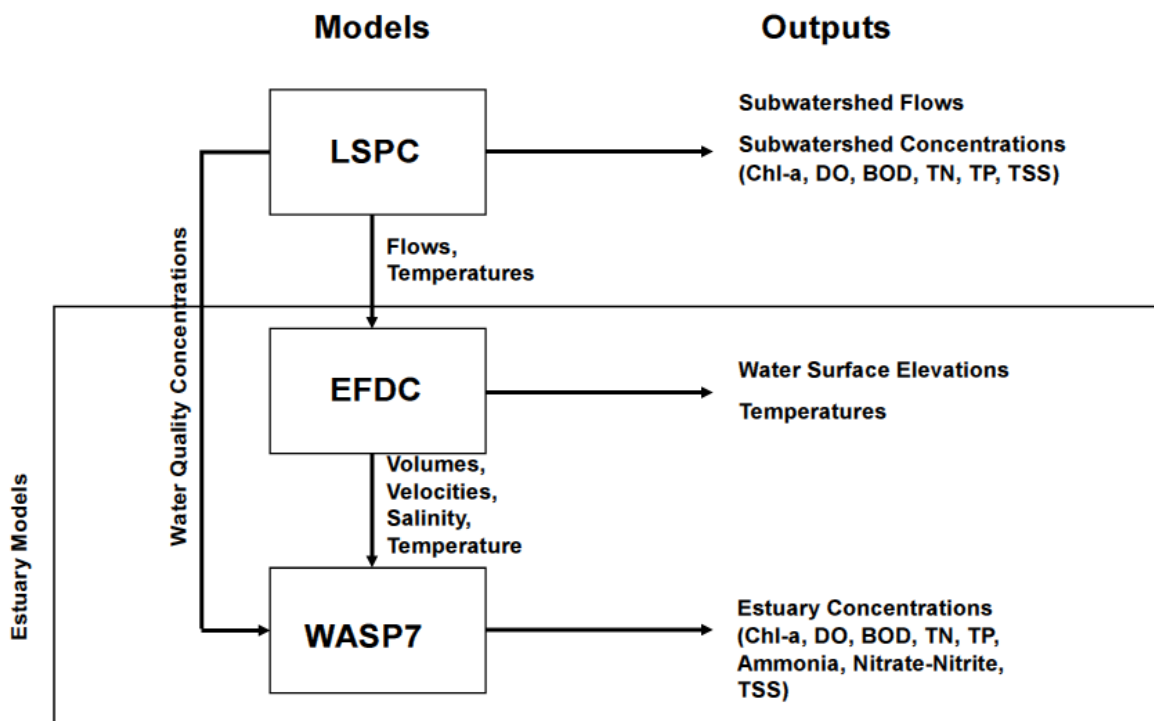 Models
Outputs
LSPC
Subwatershed Flows
Subwatershed Concentrations
(Chl-a, DO, BOD, TN, TP, TSS)
Flows,
Temperatures
Water Quality Concentrations
Estuary Models
EFDC
Water Surface Elevations
Temperatures
Volumes,
Velocities,
Salinity,
Temperature
WASP7
Estuary Concentrations
(Chl-a, DO, BOD, TN, TP,
Ammonia, Nitrate-Nitrite,
TSS)